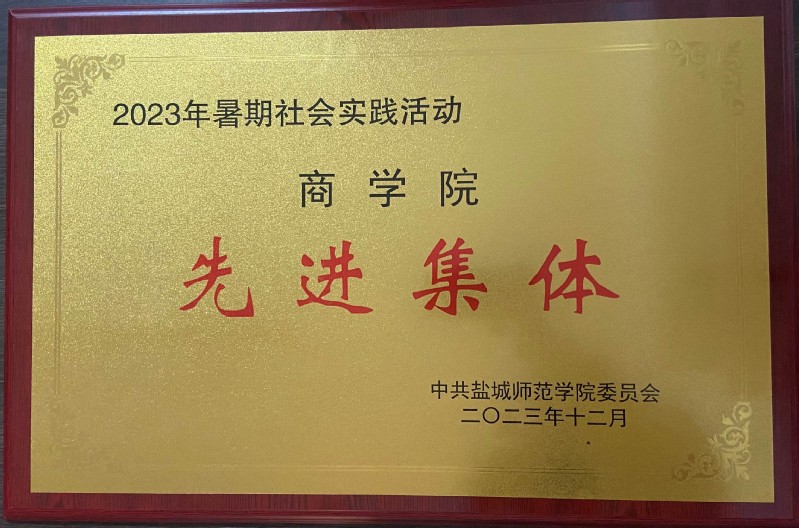 2023年暑期社会实践活动
商学院
先进集体
中共盐城师范学院委员会
二〇二三年十二月